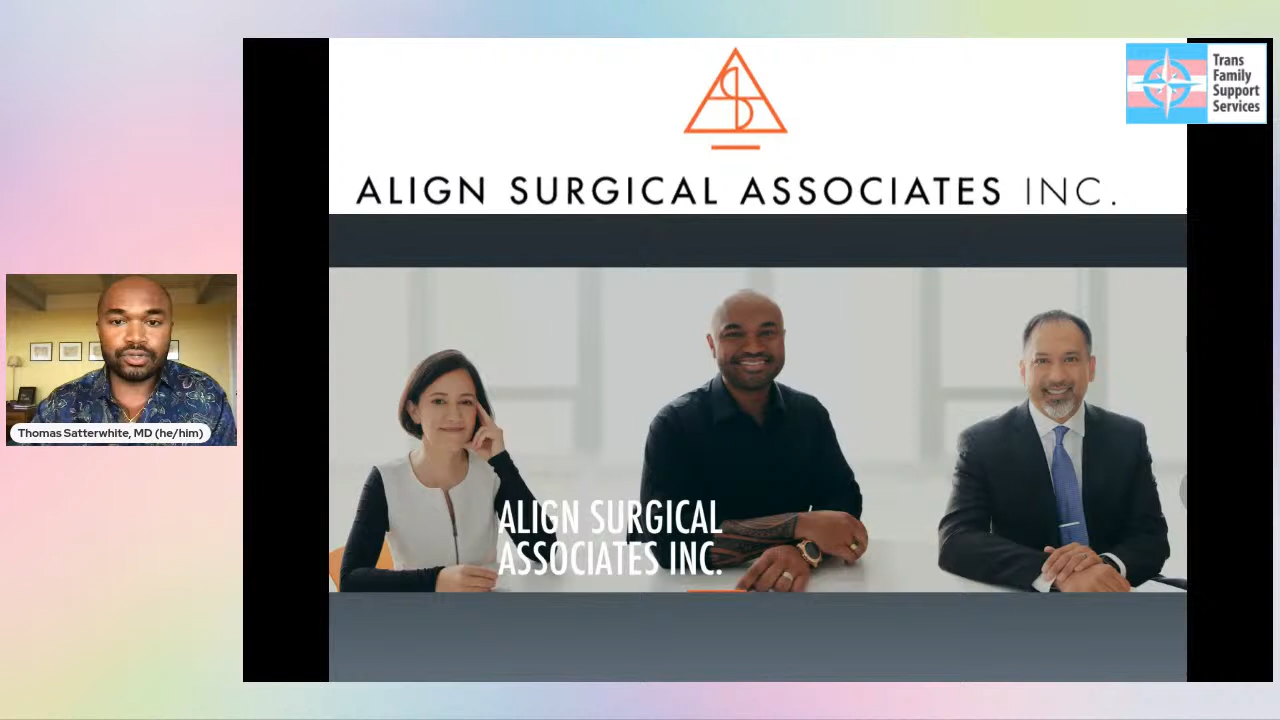 Trans
Family
Support
Services
ALIGN SURGICAL ASSOCIATES INC.
Thomas Satterwhite, MD (he/him)
ALIGN SURGICAL
ASSOCIATES INC.